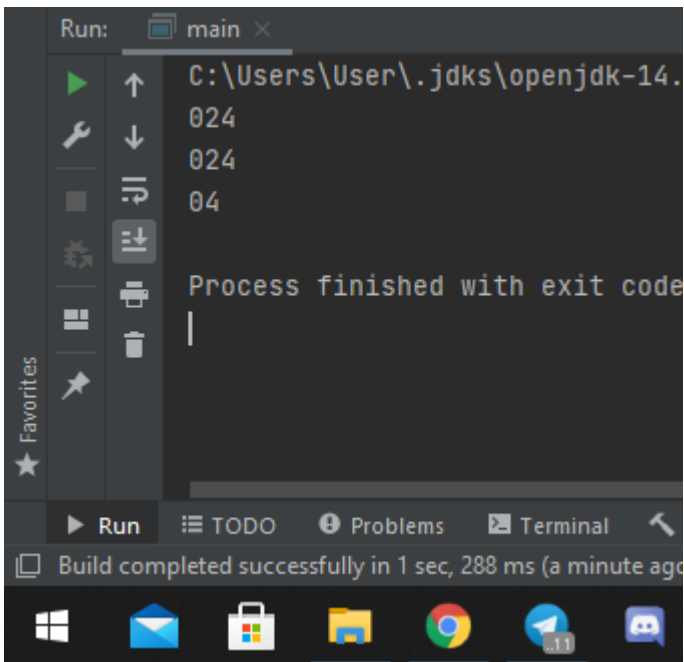 Run: main
C:\Users\User\.jdks\openjdk-14.
024
024
04
Process finished with exit code
Favorites
Run TODO Problems Terminal
Build completed successfully in 1 sec, 288 ms (a minute ago
..11